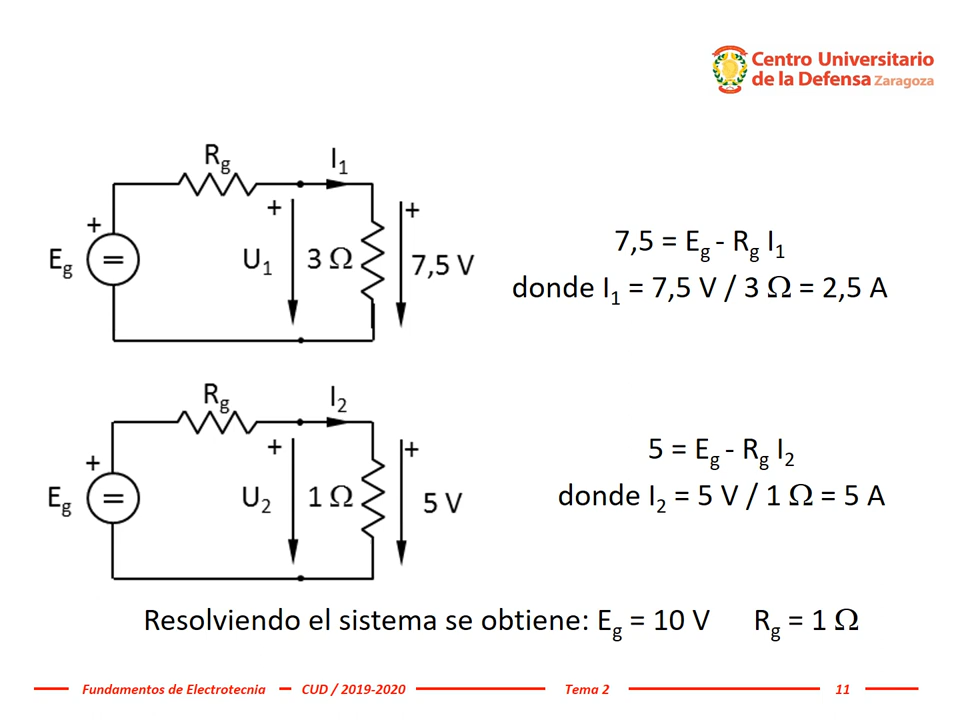 Centro Universitario
de la Defensa Zaragoza
Rg
I1
+
+
+
Eg
=
U1
3 Ω
7,5 V
7,5 = Eg - Rg I1
donde I1 = 7,5 V / 3 Ω = 2,5 A
Rg
I2
+
+
+
Eg
=
U2
1 Ω
5 V
5 = Eg - Rg I2
donde I2 = 5 V / 1 Ω = 5 A
Resolviendo el sistema se obtiene: Eg = 10 V Rg = 1 Ω
Fundamentos de Electrotecnia CUD / 2019-2020 Tema 2 11